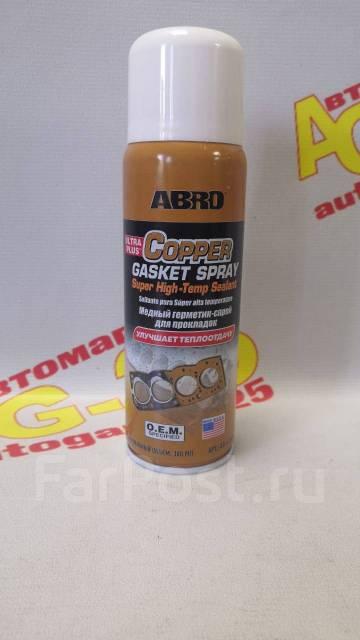 ABRO
ULTRA PLUS
COPPER
GASKET SPRAY
Super High-Temp Sealant
Sellante para Súper alta temperatura
Медный герметик-спрей
для прокладок
УЛУЧШАЕТ ТЕПЛООТДАЧУ
O.E.M.
SPECIFIED
FarPost.ru